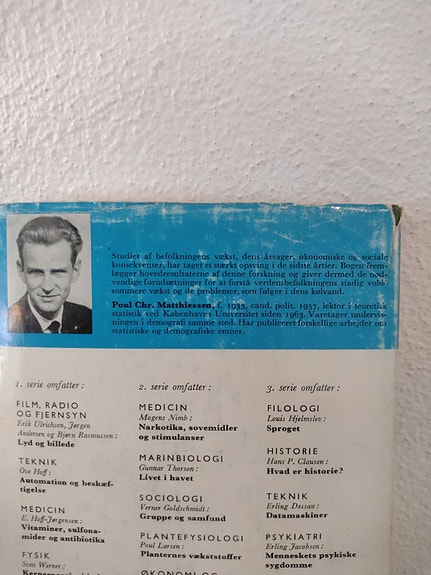 Studiet af befolkningens vækst, dens årsager, økonomiske og sociale
konsekvenser, har taget et stærkt opsving i de sidste årtier. Bogen frem-
lægger hovedresultaterne af denne forskning og giver dermed de nød-
vendige forudsætninger for at forstå verdensbefolkningens stadig vold-
sommere vækst og de problemer, som følger i dens kølvand.
Poul Chr. Matthiessen, f. 1933, cand. polit. 1957, lektor i teoretisk
statistik ved Københavns Universitet siden 1963. Varetager undervis-
ningen i demografi samme sted. Har publiceret forskellige arbejder om
statistiske og demografiske emner.
1. serie omfatter:
FILM, RADIO
OG FJERNSYN
Erik Ulrichsen, Jørgen
Andersen og Bjørn Rasmussen:
Lyd og billede
TEKNIK
Ove Hoff:
Automation og beskæf-
tigelse
MEDICIN
E. Hoff-Jørgensen:
Vitaminer, sulfona-
mider og antibiotika
FYSIK
Sven Werner:
2. serie omfatter:
MEDICIN
Mogens Nimb:
Narkotika, sovemidler
og stimulanser
MARINBIOLOGI
Gunnar Thorson:
Livet i havet
SOCIOLOGI
Verner Goldschmidt:
Gruppe og samfund
PLANTEFYSIOLOGI
Poul Larsen:
Planternes vækststoffer
ØKONOMI OG
3. serie omfatter:
FILOLOGI
Louis Hjelmslev:
Sproget
HISTORIE
Hans P. Clausen:
Hvad er historie?
TEKNIK
Erling Dessau:
Datamaskiner
PSYKIATRI
Erling Jacobsen:
Menneskets psykiske
sygdomme